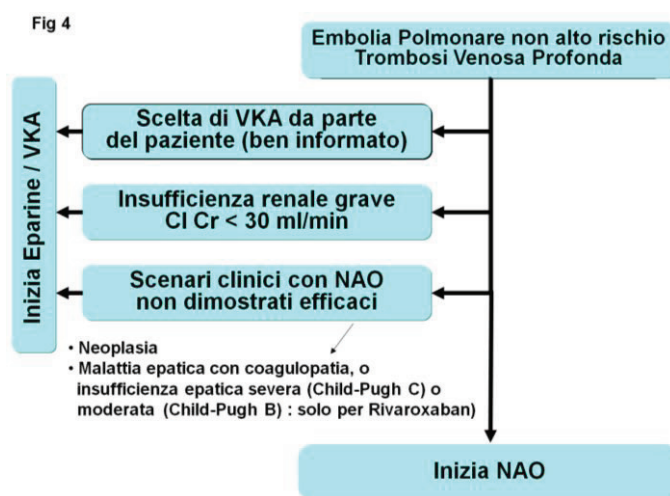 Fig 4
Embolia Polmonare non alto rischio
Trombosi Venosa Profonda
Inizia Eparine / VKA
Scelta di VKA da parte
del paziente (ben informato)
Insufficienza renale grave
Cl Cr < 30 ml/min
Scenari clinici con NAO
non dimostrati efficaci
• Neoplasia
• Malattia epatica con coagulopatia, o
insufficienza epatica severa (Child-Pugh C) o
moderata (Child-Pugh B) : solo per Rivaroxaban)
Inizia NAO